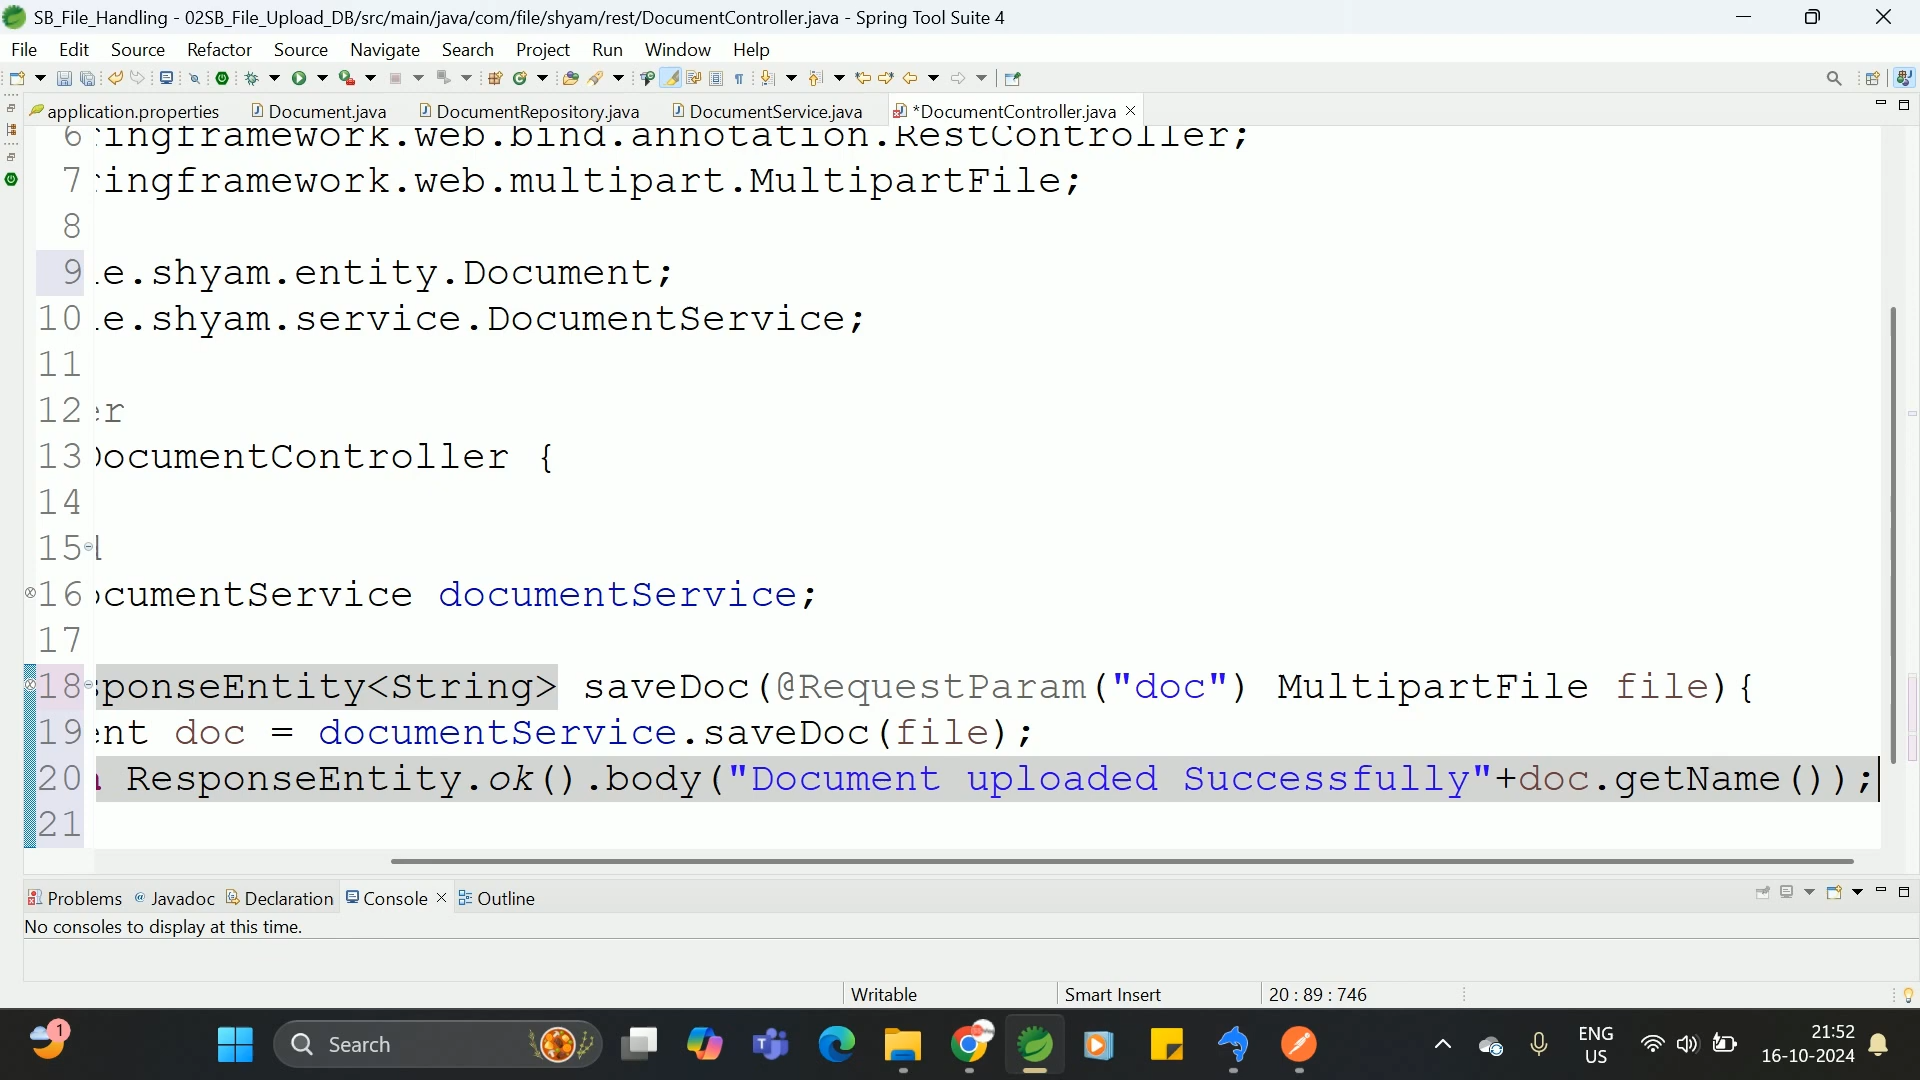 SB_File_Handling - 02SB_File_Upload_DB/src/main/java/com/file/shyam/rest/DocumentController.java - Spring Tool Suite 4
File Edit Source Refactor Source Navigate Search Project Run Window Help
application.properties Document.java DocumentRepository.java DocumentService.java *DocumentController.java
6 ingframework.web.bind.annotation.RestController;
7 ingframework.web.multipart.MultipartFile;
8
9 e.shyam.entity.Document;
10 e.shyam.service.DocumentService;
11
12 r
13 ocumentController {
14
15
16 cumentService documentService;
17
18 ponseEntity<String> saveDoc(@RequestParam("doc") MultipartFile file){
19 nt doc = documentService.saveDoc(file);
20 ResponseEntity.ok().body("Document uploaded Successfully"+doc.getName());
21
Problems Javadoc Declaration Console Outline
No consoles to display at this time.
Writable Smart Insert 20 : 89 : 746
1 Search ENG US 21:52 16-10-2024